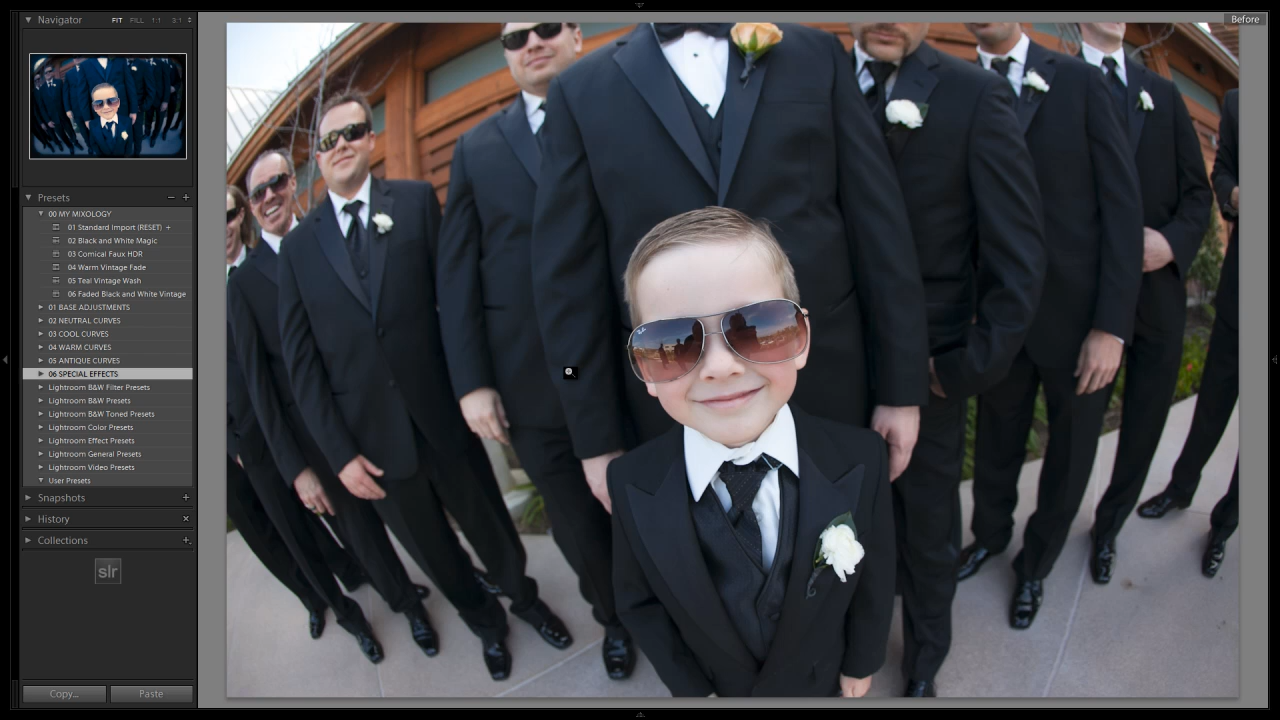 Navigator FIT FILL 1:1 3:1
Before
Presets
00 MY MIXOLOGY
01 Standard Import (RESET) +
02 Black and White Magic
03 Comical Faux HDR
04 Warm Vintage Fade
05 Teal Vintage Wash
06 Faded Black and White Vintage
01 BASE ADJUSTMENTS
02 NEUTRAL CURVES
03 COOL CURVES
04 WARM CURVES
05 ANTIQUE CURVES
06 SPECIAL EFFECTS
Lightroom B&W Filter Presets
Lightroom B&W Presets
Lightroom B&W Toned Presets
Lightroom Color Presets
Lightroom Effect Presets
Lightroom General Presets
Lightroom Video Presets
User Presets
Snapshots
History
Collections
slr
Copy... Paste